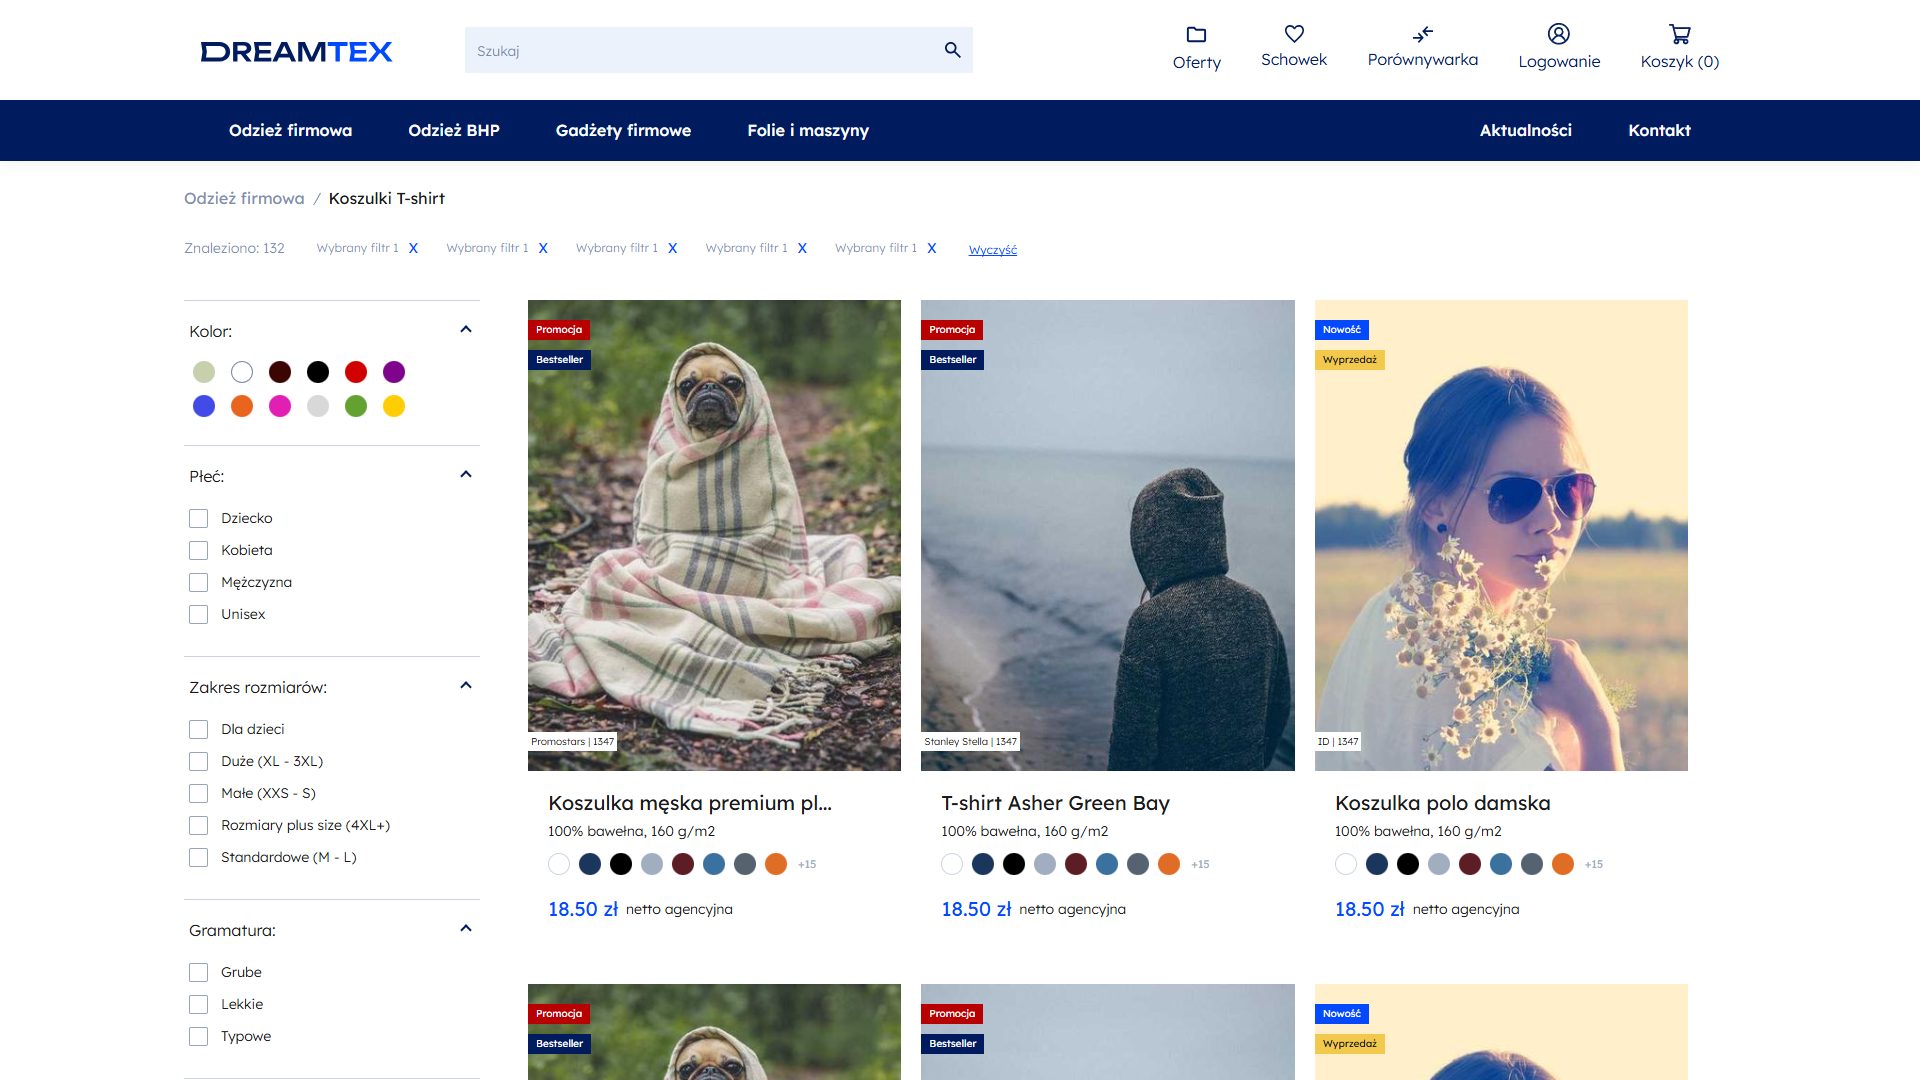 DREAMTEX
Szukaj
Oferty
Schowek
Porównywarka
Logowanie
Koszyk (0)
Odzież firmowa
Odzież BHP
Gadżety firmowe
Folie i maszyny
Aktualności
Kontakt
Odzież firmowa / Koszulki T-shirt
Znaleziono: 132
Wybrany filtr 1 X
Wybrany filtr 1 X
Wybrany filtr 1 X
Wybrany filtr 1 X
Wybrany filtr 1 X
Wyczyść
Kolor:
Płeć:
Dziecko
Kobieta
Mężczyzna
Unisex
Zakres rozmiarów:
Dla dzieci
Duże (XL - 3XL)
Małe (XXS - S)
Rozmiary plus size (4XL+)
Standardowe (M - L)
Gramatura:
Grube
Lekkie
Typowe
Promocja
Bestseller
Promostars | 1347
Koszulka męska premium pl...
100% bawełna, 160 g/m2
+15
18.50 zł netto agencyjna
Promocja
Bestseller
Stanley Stella | 1347
T-shirt Asher Green Bay
100% bawełna, 160 g/m2
+15
18.50 zł netto agencyjna
Nowość
Wyprzedaż
ID | 1347
Koszulka polo damska
100% bawełna, 160 g/m2
+15
18.50 zł netto agencyjna
Promocja
Bestseller
Promocja
Bestseller
Nowość
Wyprzedaż